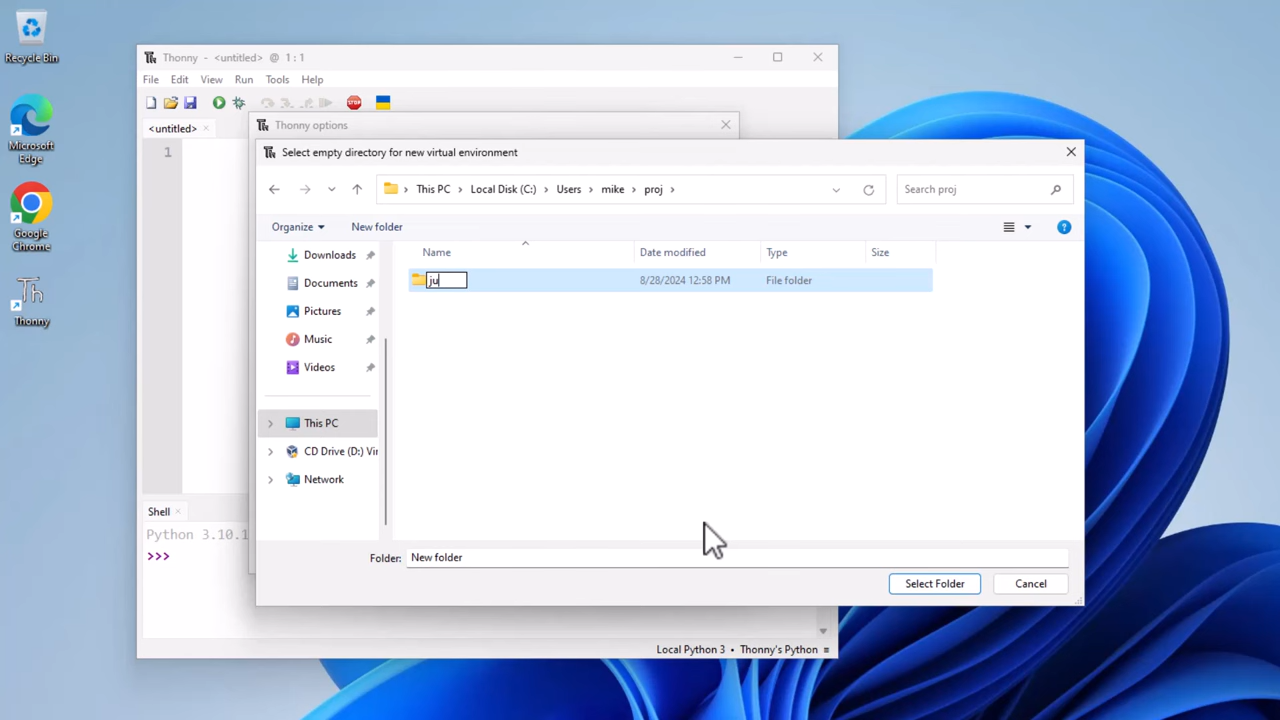 Recycle Bin
Microsoft
Edge
Google
Chrome
Thonny
Thonny - <untitled> @ 1 : 1
File Edit View Run Tools Help
<untitled>
1
Thonny options
Select empty directory for new virtual environment
This PC > Local Disk (C:) > Users > mike > proj >
Search proj
Organize New folder
Name Date modified Type Size
ju 8/28/2024 12:58 PM File folder
Downloads
Documents
Pictures
Music
Videos
This PC
CD Drive (D:)
Network
Shell
Python 3.10.1
>>>
Folder: New folder
Select Folder Cancel
Local Python 3 • Thonny's Python ≡